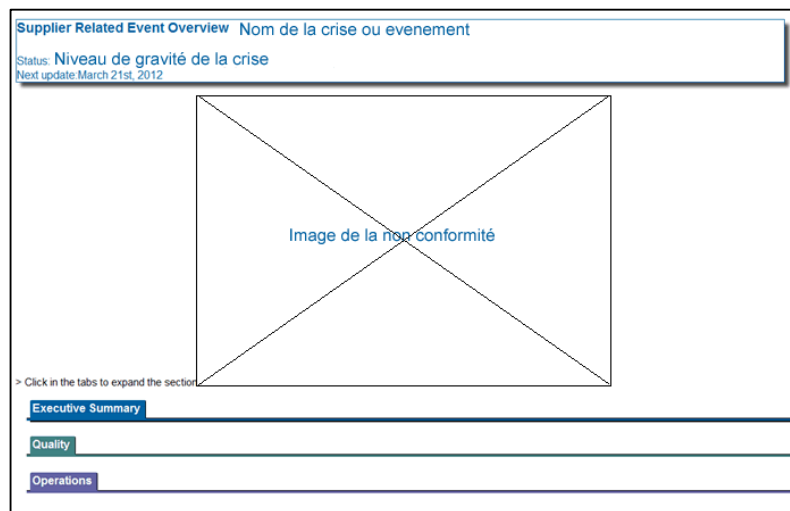 Supplier Related Event Overview Nom de la crise ou evenement
Status: Niveau de gravité de la crise
Next update:March 21st, 2012
Image de la non conformité
> Click in the tabs to expand the section
Executive Summary
Quality
Operations